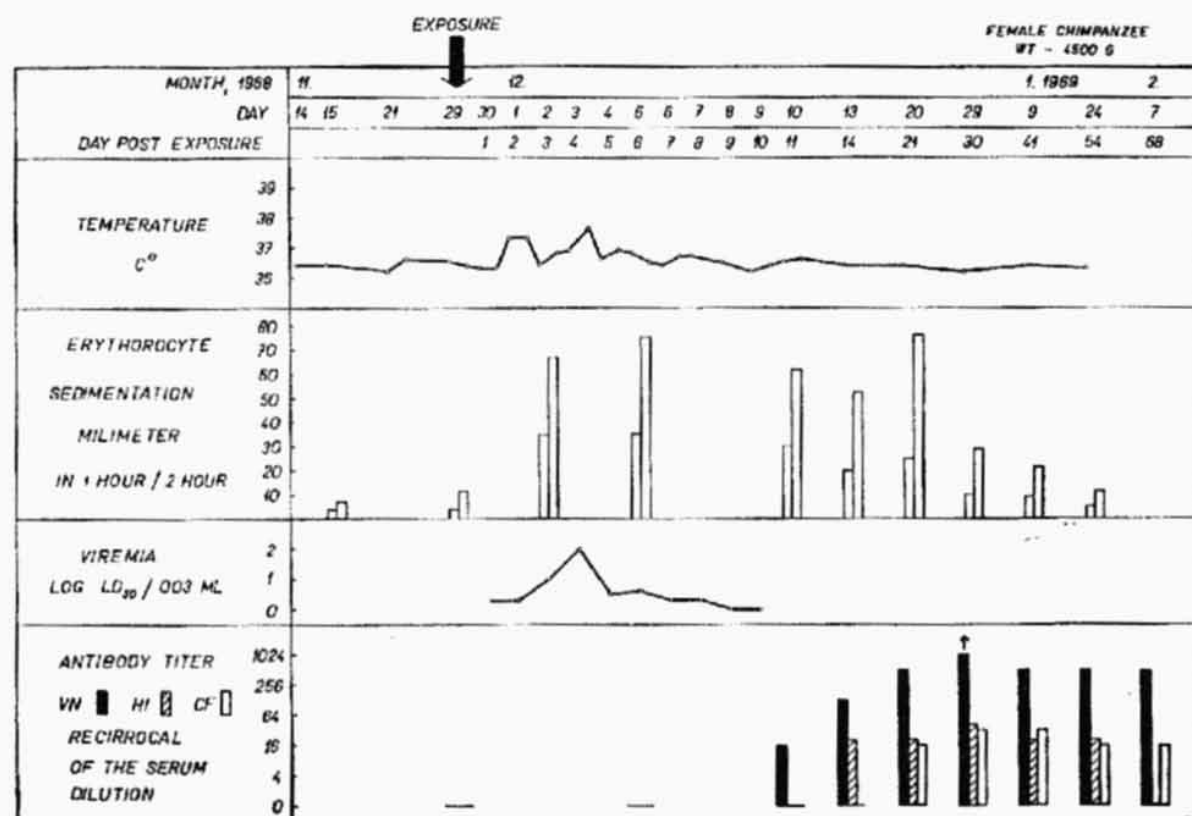 EXPOSURE
FEMALE CHIMPANZEE
WT - 4500 G
MONTH, 1968 11. 12. 1. 1969 2.
DAY 14 15 21 29 30 1 2 3 4 5 6 7 8 9 10 13 20 29 9 24 7
DAY POST EXPOSURE 1 2 3 4 5 6 7 8 9 10 11 14 21 30 41 54 68
39
TEMPERATURE 38
37
C° 35
80
ERYTHOROCYTE 70
60
SEDIMENTATION 50
40
MILIMETER 30
20
IN 1 HOUR / 2 HOUR 10
VIREMIA 2
LOG LD50 / 003 ML 1
0
ANTIBODY TITER 1024
256
VN HI CF 64
RECIRROCAL 16
OF THE SERUM 4
DILUTION 0